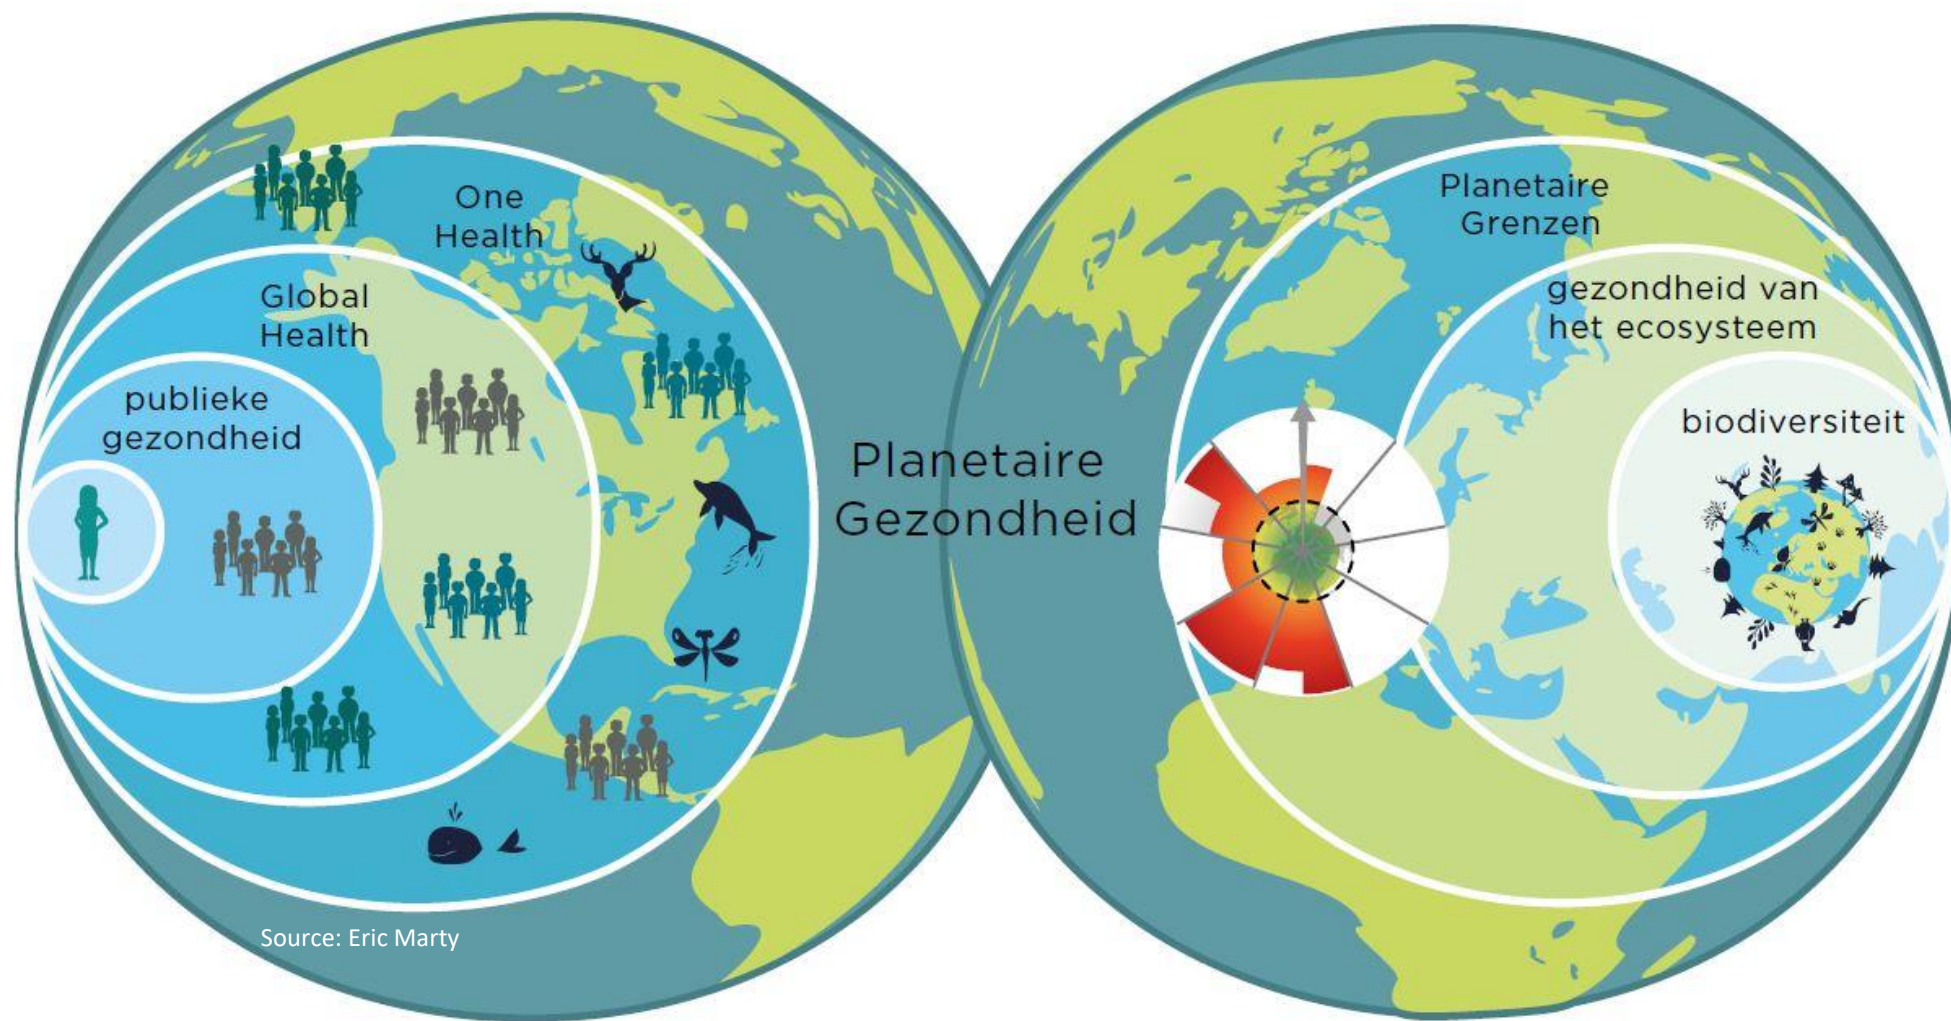 One
Health
Global
Health
publieke
gezondheid
Planetaire
Gezondheid
Planetaire
Grenzen
gezondheid van
het ecosysteem
biodiversiteit
Source: Eric Marty